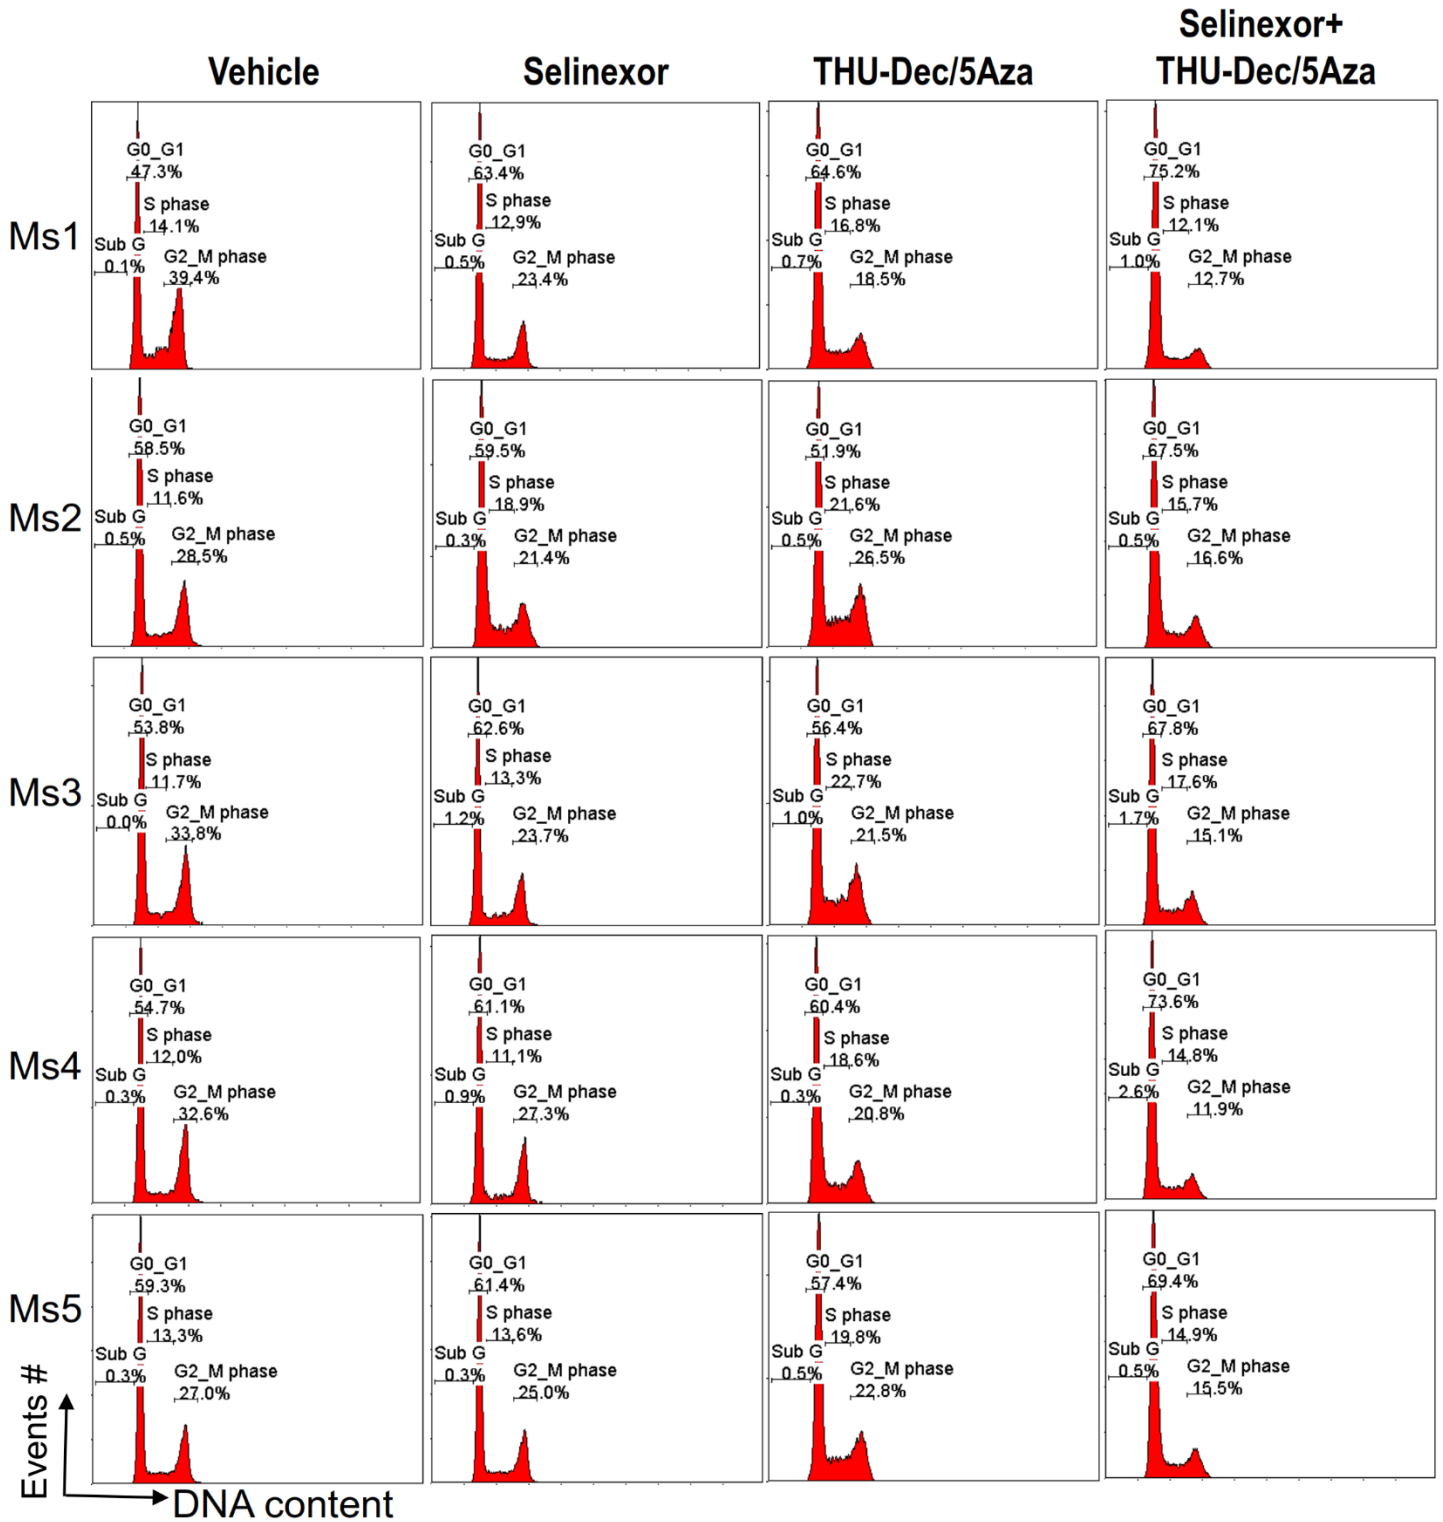 Vehicle
Selinexor
THU-Dec/5Aza
Selinexor+
THU-Dec/5Aza
Ms1
G0_G1
47.3%
S phase
14.1%
Sub G
0.1%
G2_M phase
39.4%
G0_G1
63.4%
S phase
12.9%
Sub G
0.5%
G2_M phase
23.4%
G0_G1
64.6%
S phase
16.8%
Sub G
0.7%
G2_M phase
18.5%
G0_G1
75.2%
S phase
12.1%
Sub G
1.0%
G2_M phase
12.7%
Ms2
G0_G1
58.5%
S phase
11.6%
Sub G
0.5%
G2_M phase
28.5%
G0_G1
59.5%
S phase
18.9%
Sub G
0.3%
G2_M phase
21.4%
G0_G1
51.9%
S phase
21.6%
Sub G
0.5%
G2_M phase
26.5%
G0_G1
67.5%
S phase
15.7%
Sub G
0.5%
G2_M phase
16.6%
Ms3
G0_G1
53.8%
S phase
11.7%
Sub G
0.0%
G2_M phase
33.8%
G0_G1
62.6%
S phase
13.3%
Sub G
1.2%
G2_M phase
23.7%
G0_G1
56.4%
S phase
22.7%
Sub G
1.0%
G2_M phase
21.5%
G0_G1
67.8%
S phase
17.6%
Sub G
1.7%
G2_M phase
15.1%
Ms4
G0_G1
54.7%
S phase
12.0%
Sub G
0.3%
G2_M phase
32.6%
G0_G1
61.1%
S phase
11.1%
Sub G
0.9%
G2_M phase
27.3%
G0_G1
60.4%
S phase
18.6%
Sub G
0.3%
G2_M phase
20.8%
G0_G1
73.6%
S phase
14.8%
Sub G
2.6%
G2_M phase
11.9%
Ms5
G0_G1
59.3%
S phase
13.3%
Sub G
0.3%
G2_M phase
27.0%
G0_G1
61.4%
S phase
13.6%
Sub G
0.3%
G2_M phase
25.0%
G0_G1
57.4%
S phase
19.8%
Sub G
0.5%
G2_M phase
22.8%
G0_G1
69.4%
S phase
14.9%
Sub G
0.5%
G2_M phase
15.5%
Events #
DNA content